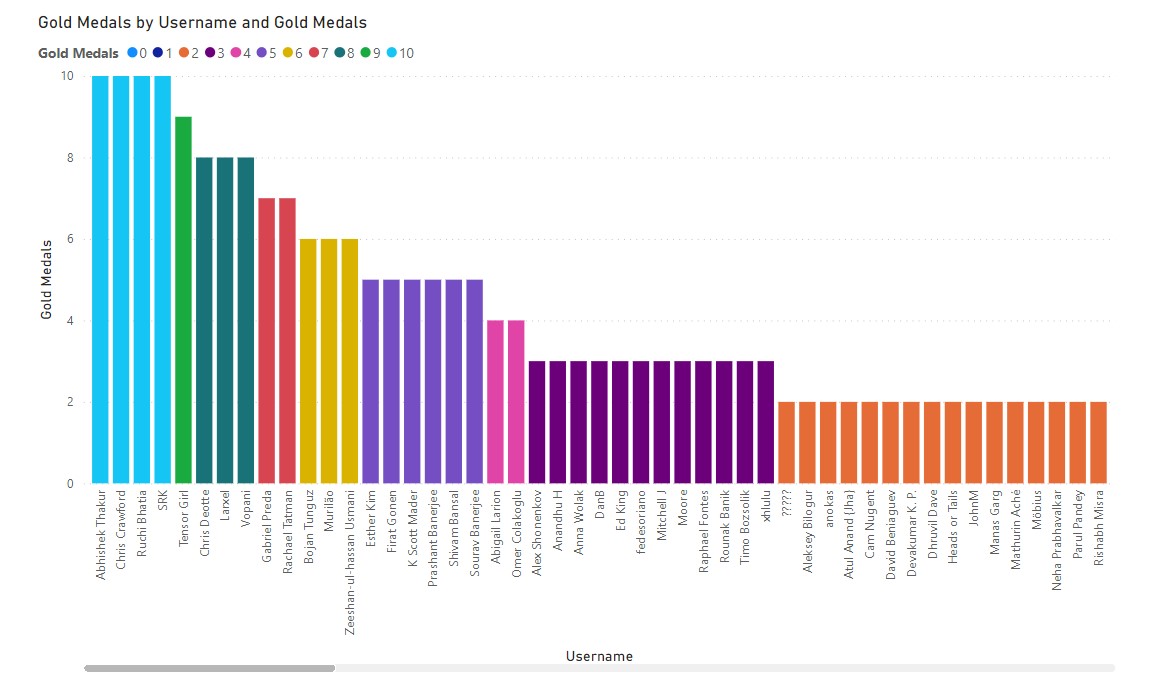 Gold Medals by Username and Gold Medals
Gold Medals 0 1 2 3 4 5 6 7 8 9 10
10
8
6
4
2
0
Gold Medals
Abhishek Thakur
Chris Crawford
Ruchi Bhatia
SRK
Tensor Girl
Chris Deotte
Larxel
Vopani
Gabriel Preda
Rachael Tatman
Bojan Tunguz
Murilão
Zeeshan-ul-hassan Usmani
Esther Kim
Firat Gonen
K Scott Mader
Prashant Banerjee
Shivam Bansal
Sourav Banerjee
Abigail Larion
Omer Colakoglu
Alex Shonenkov
Anandhu H
Anna Wolak
DanB
Ed King
fedesoriano
Mitchell J
Moore
Raphael Fontes
Rounak Banik
Timo Bozsolik
xhlulu
?????
Aleksey Bilogur
anokas
Atul Anand {Jha}
Cam Nugent
David Beniaguev
Devakumar K. P.
Dhruvil Dave
Heads or Tails
JohnM
Manas Garg
Mathurin Aché
Möbius
Neha Prabhavalkar
Parul Pandey
Rishabh Misra
Username